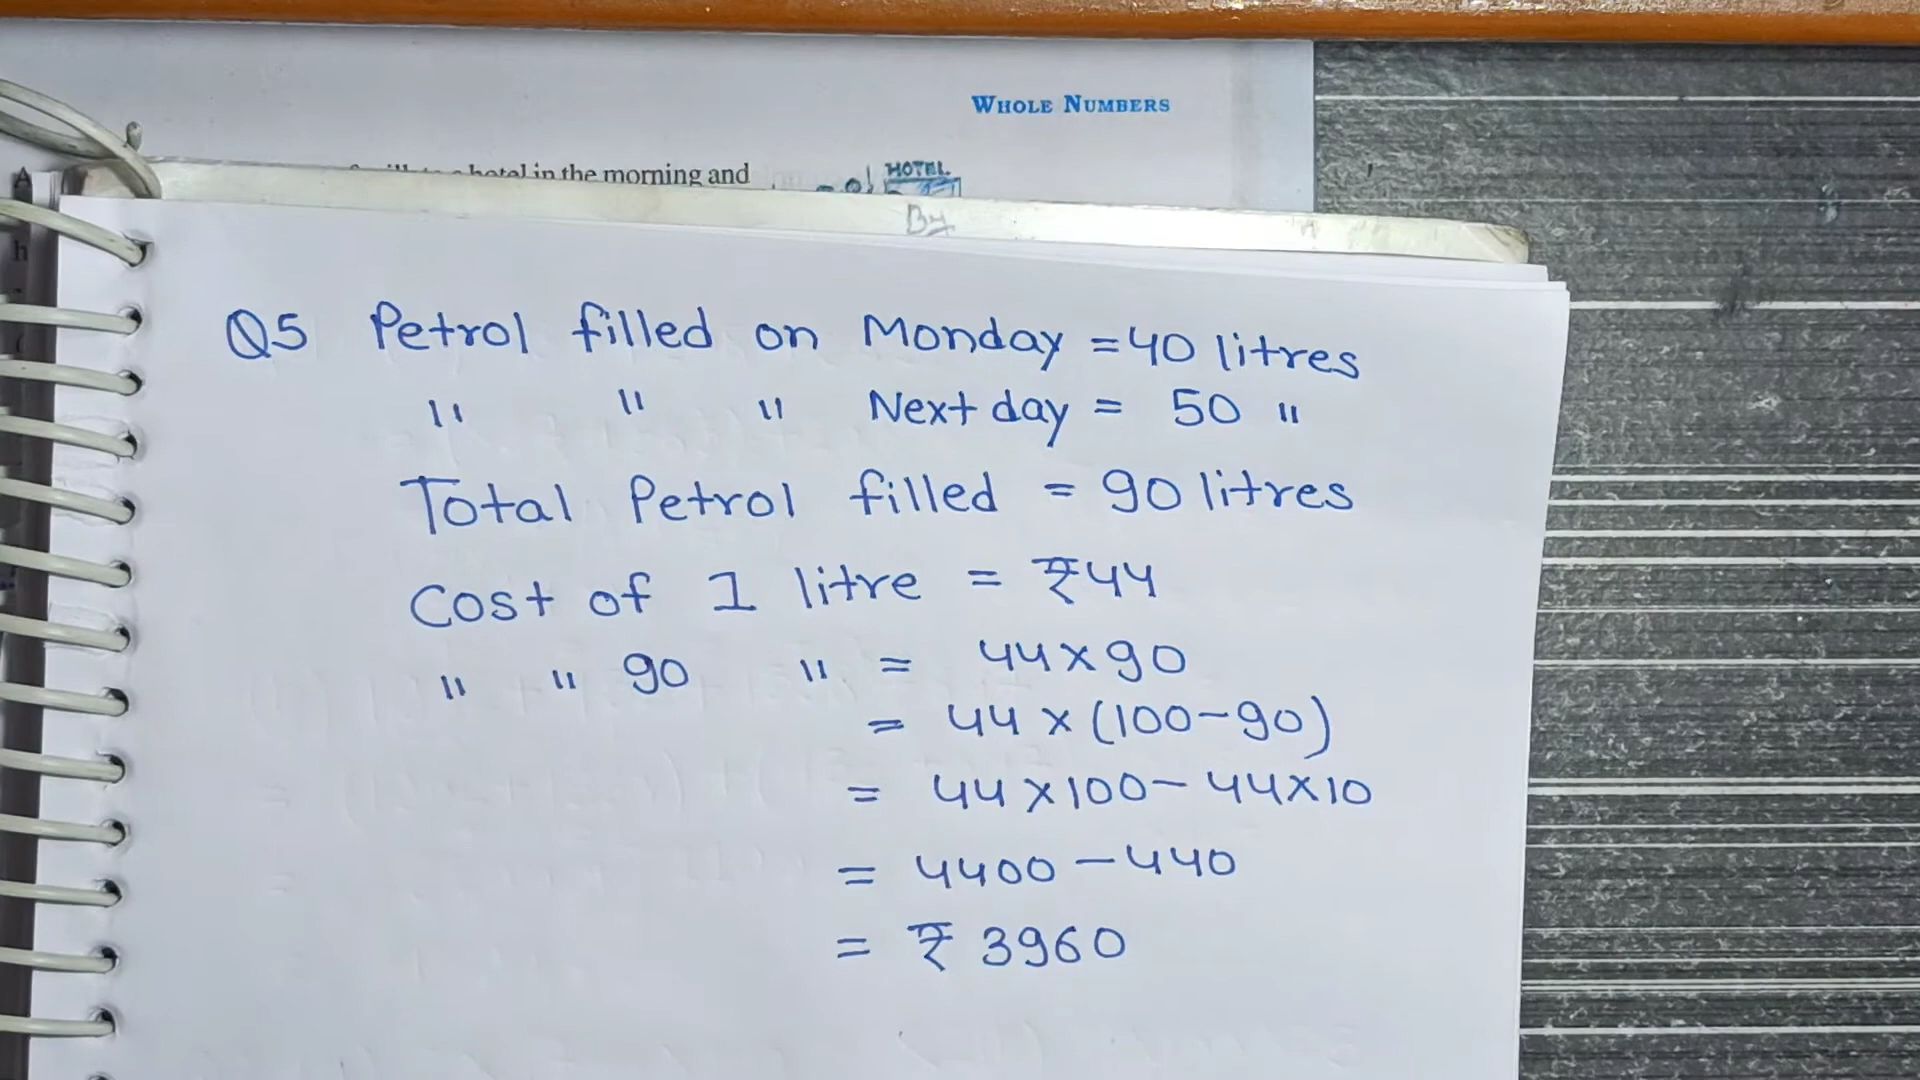 WHOLE NUMBERS
hotel in the morning and
HOTEL
By
Q5 Petrol filled on Monday = 40 litres
" " " Next day = 50 "
Total Petrol filled = 90 litres
Cost of 1 litre = ₹44
" " 90 " = 44 × 90
= 44 × (100-90)
= 44 × 100 - 44 × 10
= 4400 - 440
= ₹ 3960